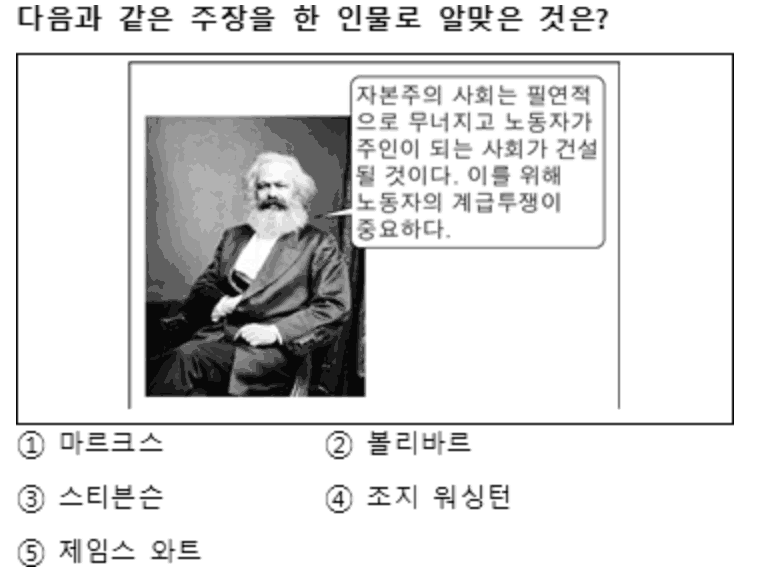 다음과 같은 주장을 한 인물로 알맞은 것은?
자본주의 사회는 필연적
으로 무너지고 노동자가
주인이 되는 사회가 건설
될 것이다. 이를 위해
노동자의 계급투쟁이
중요하다.
① 마르크스 ② 볼리바르
③ 스티븐슨 ④ 조지 워싱턴
⑤ 제임스 와트